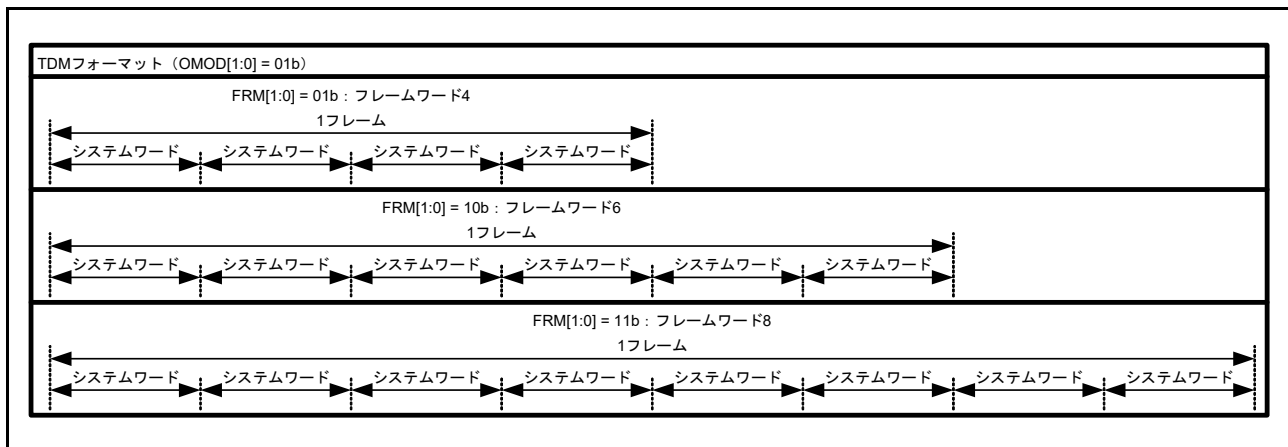 TDMフォーマット（OMOD[1:0] = 01b）
FRM[1:0] = 01b：フレームワード4
1フレーム
システムワード システムワード システムワード システムワード
FRM[1:0] = 10b：フレームワード6
1フレーム
システムワード システムワード システムワード システムワード システムワード システムワード
FRM[1:0] = 11b：フレームワード8
1フレーム
システムワード システムワード システムワード システムワード システムワード システムワード システムワード システムワード